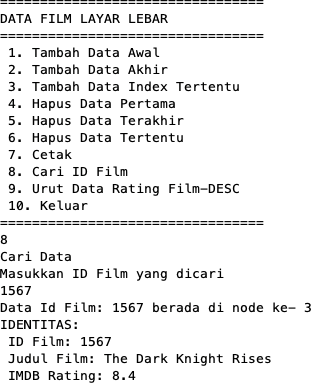 =================================
DATA FILM LAYAR LEBAR
=================================
1. Tambah Data Awal
2. Tambah Data Akhir
3. Tambah Data Index Tertentu
4. Hapus Data Pertama
5. Hapus Data Terakhir
6. Hapus Data Tertentu
7. Cetak
8. Cari ID Film
9. Urut Data Rating Film-DESC
10. Keluar
=================================
8
Cari Data
Masukkan ID Film yang dicari
1567
Data Id Film: 1567 berada di node ke- 3
IDENTITAS:
ID Film: 1567
Judul Film: The Dark Knight Rises
IMDB Rating: 8.4